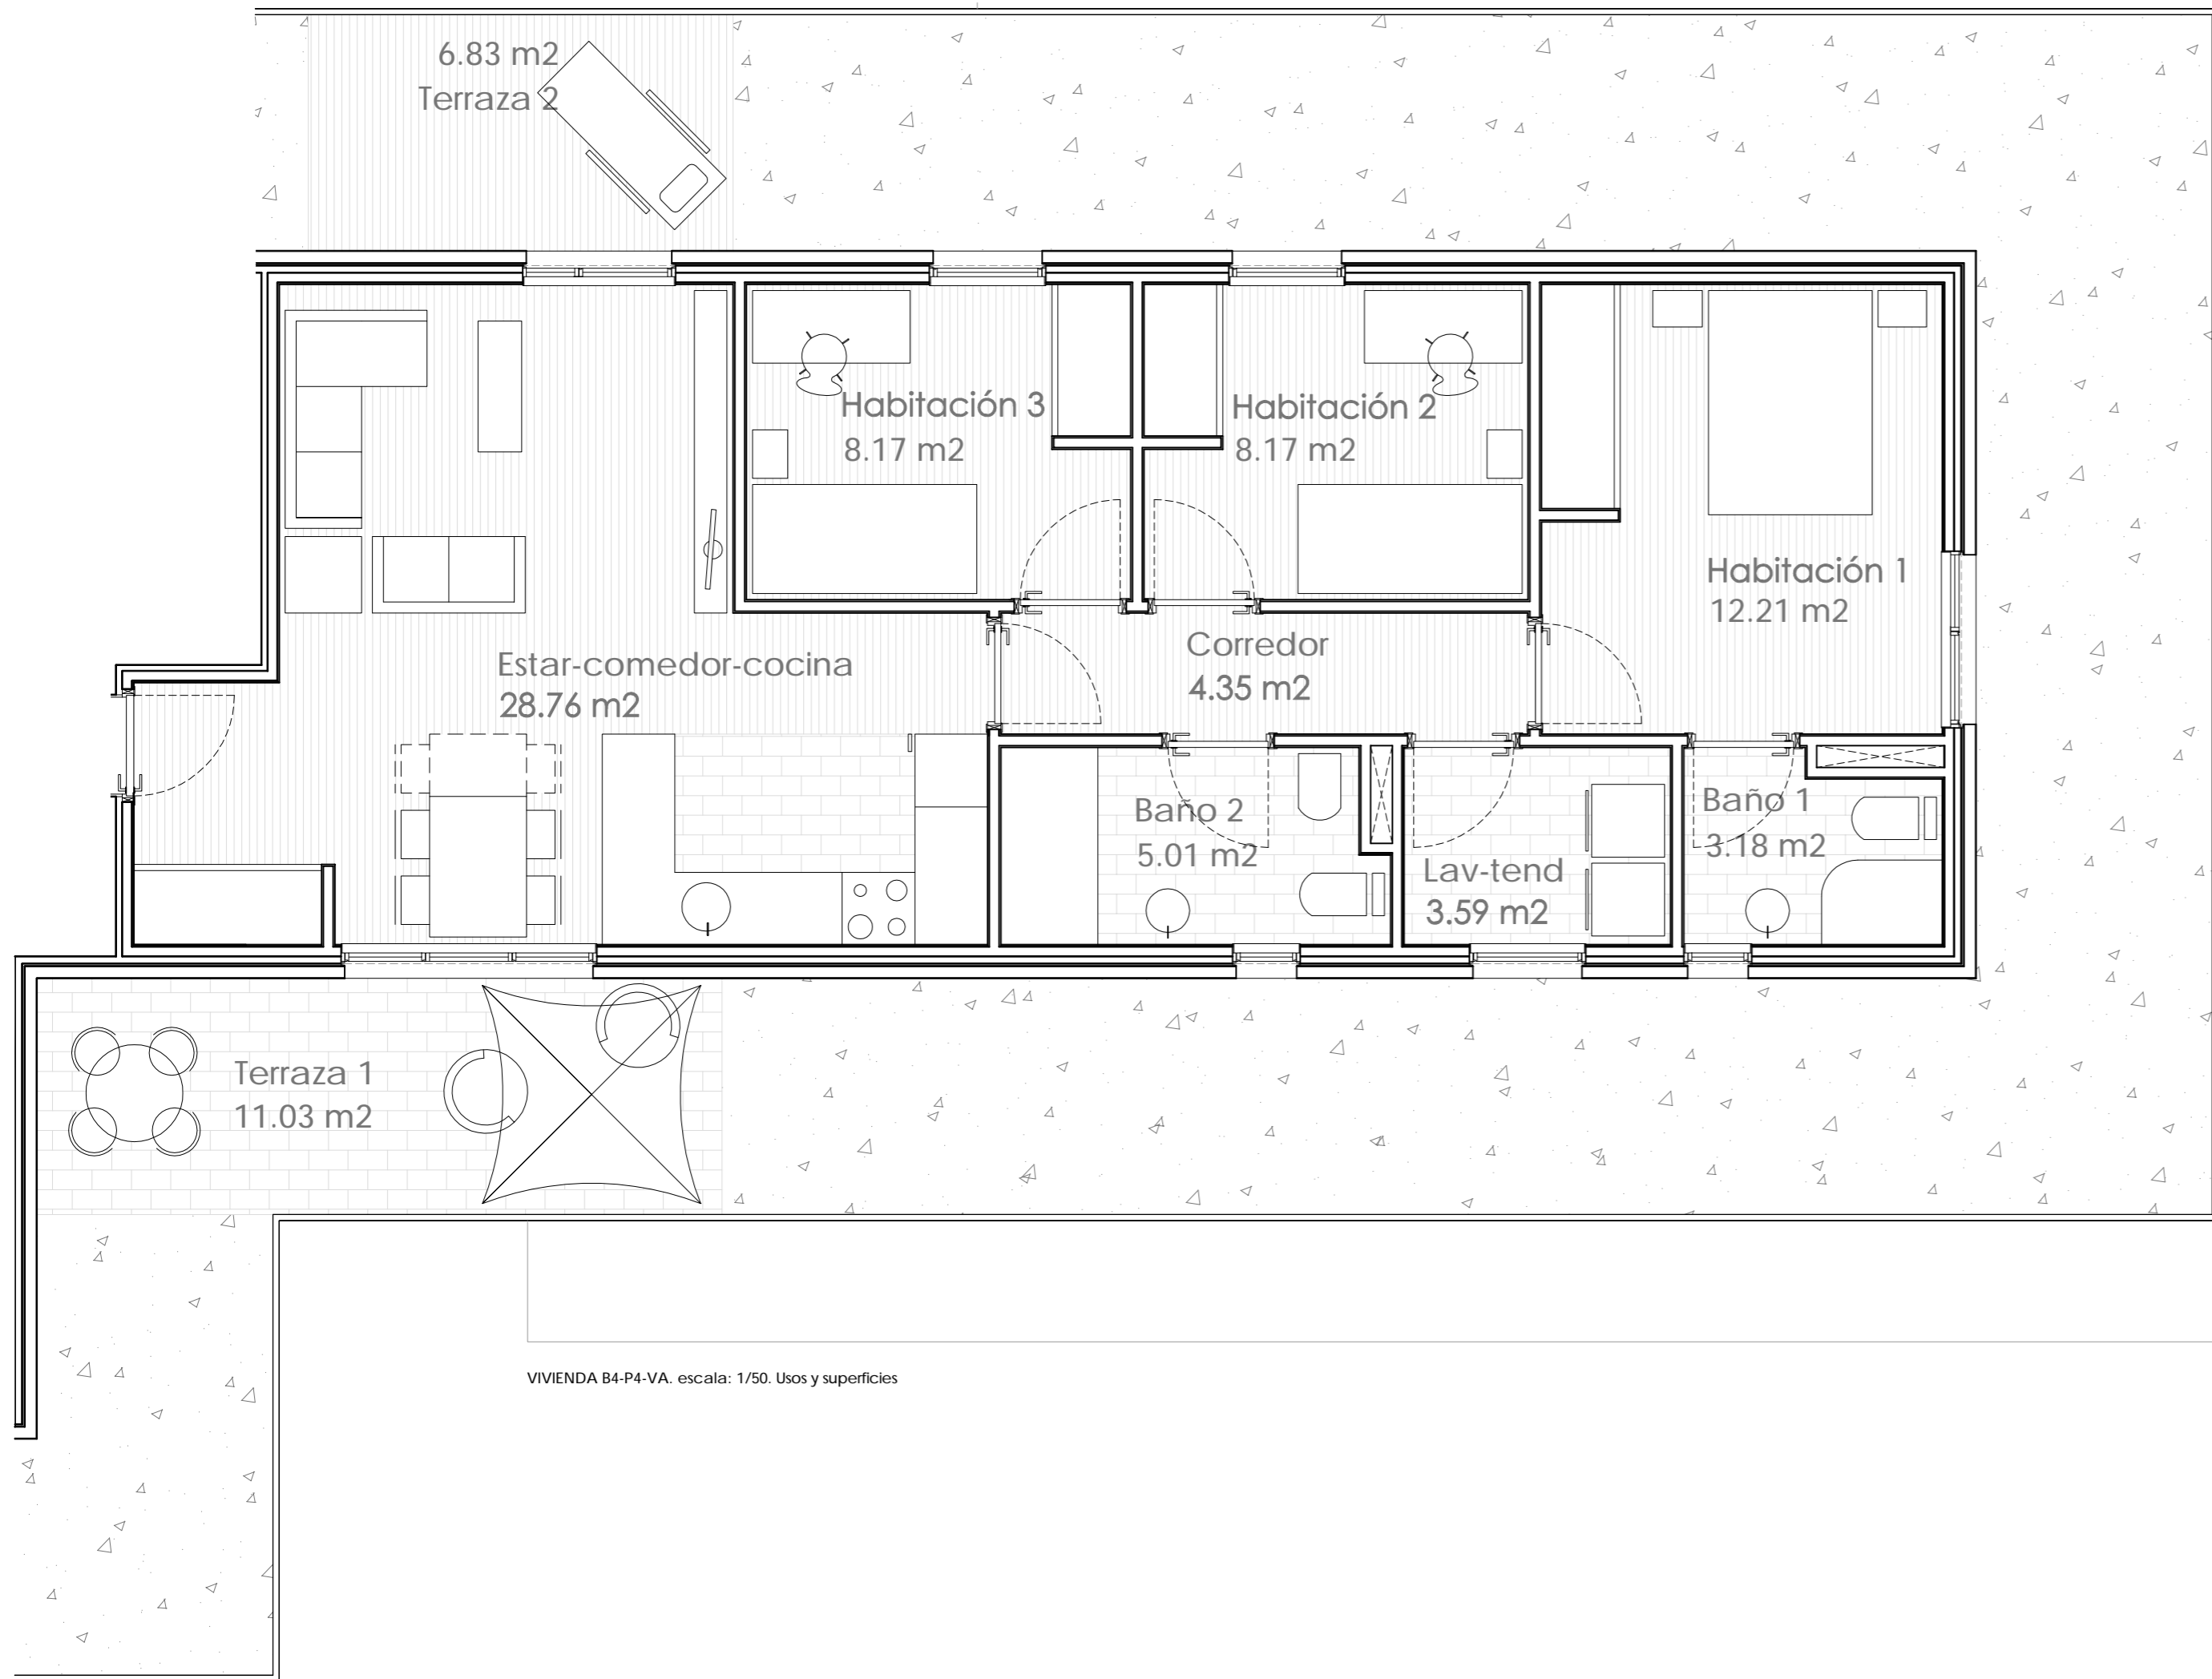 6.83 m2
Terraza 2
Habitación 3
8.17 m2
Habitación 2
8.17 m2
Habitación 1
12.21 m2
Estar-comedor-cocina
28.76 m2
Corredor
4.35 m2
Baño 2
5.01 m2
Lav-tend
3.59 m2
Baño 1
3.18 m2
Terraza 1
11.03 m2
VIVIENDA B4-P4-VA. escala: 1/50. Usos y superficies